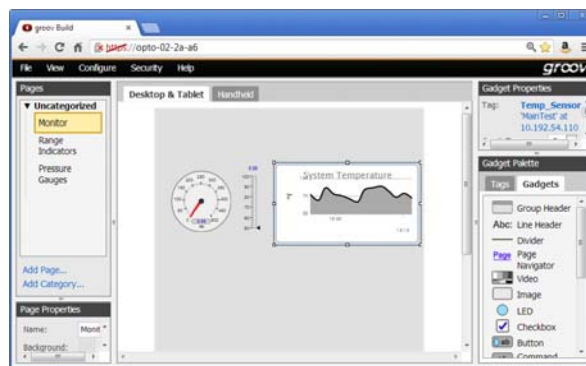 groov Build
https://opto-02-2a-a6
File View Configure Security Help
groov
Pages
Uncategorized
Monitor
Range
Indicators
Pressure
Gauges
Add Page...
Add Category...
Page Properties
Name: Monit
Background:
Desktop & Tablet Handheld
System Temperature
Gadget Properties
Tag: Temp_Sensor
'MainTest' at
10.192.54.110
Gadget Palette
Tags Gadgets
Group Header
Abc: Line Header
Divider
Page Page
Navigator
Video
Image
LED
Checkbox
Button
Command